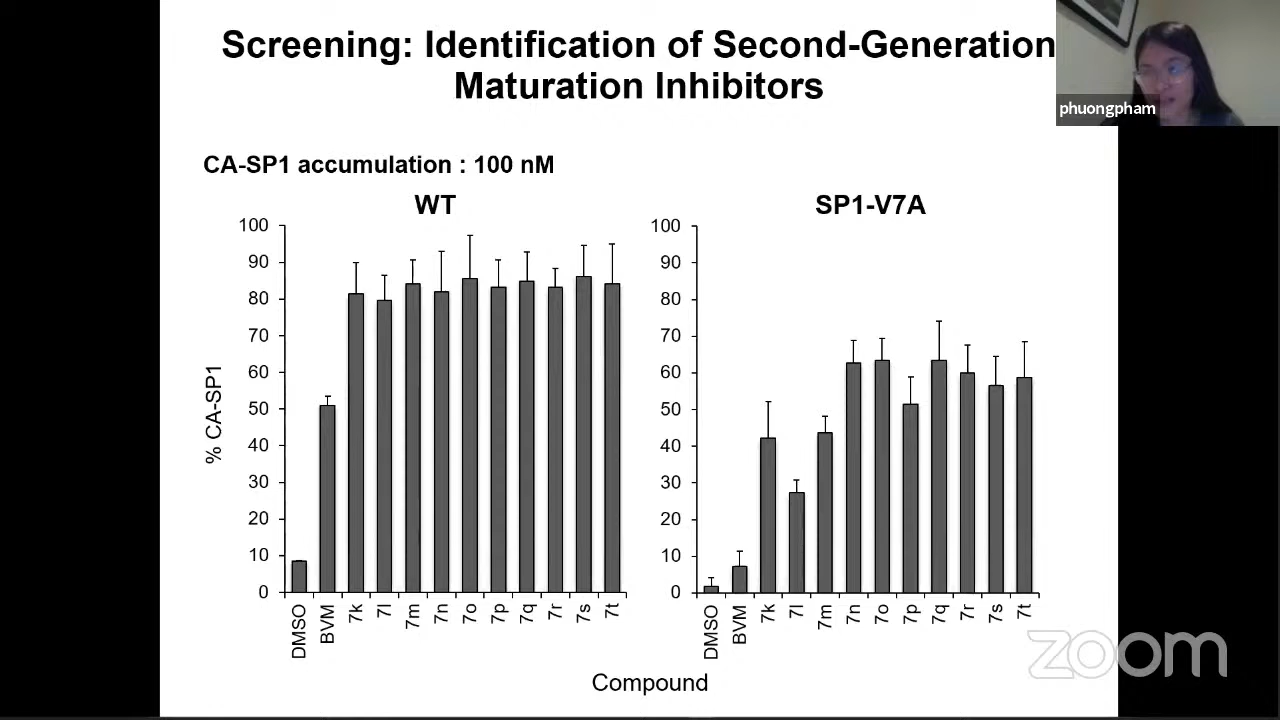 Screening: Identification of Second-Generation
Maturation Inhibitors
phuongpham
CA-SP1 accumulation : 100 nM
WT
% CA-SP1
100
90
80
70
60
50
40
30
20
10
0
DMSO
BVM
7k
7l
7m
7n
7o
7p
7q
7r
7s
7t
SP1-V7A
100
90
80
70
60
50
40
30
20
10
0
DMSO
BVM
7k
7l
7m
7n
7o
7p
7q
7r
7s
7t
Compound
zoom